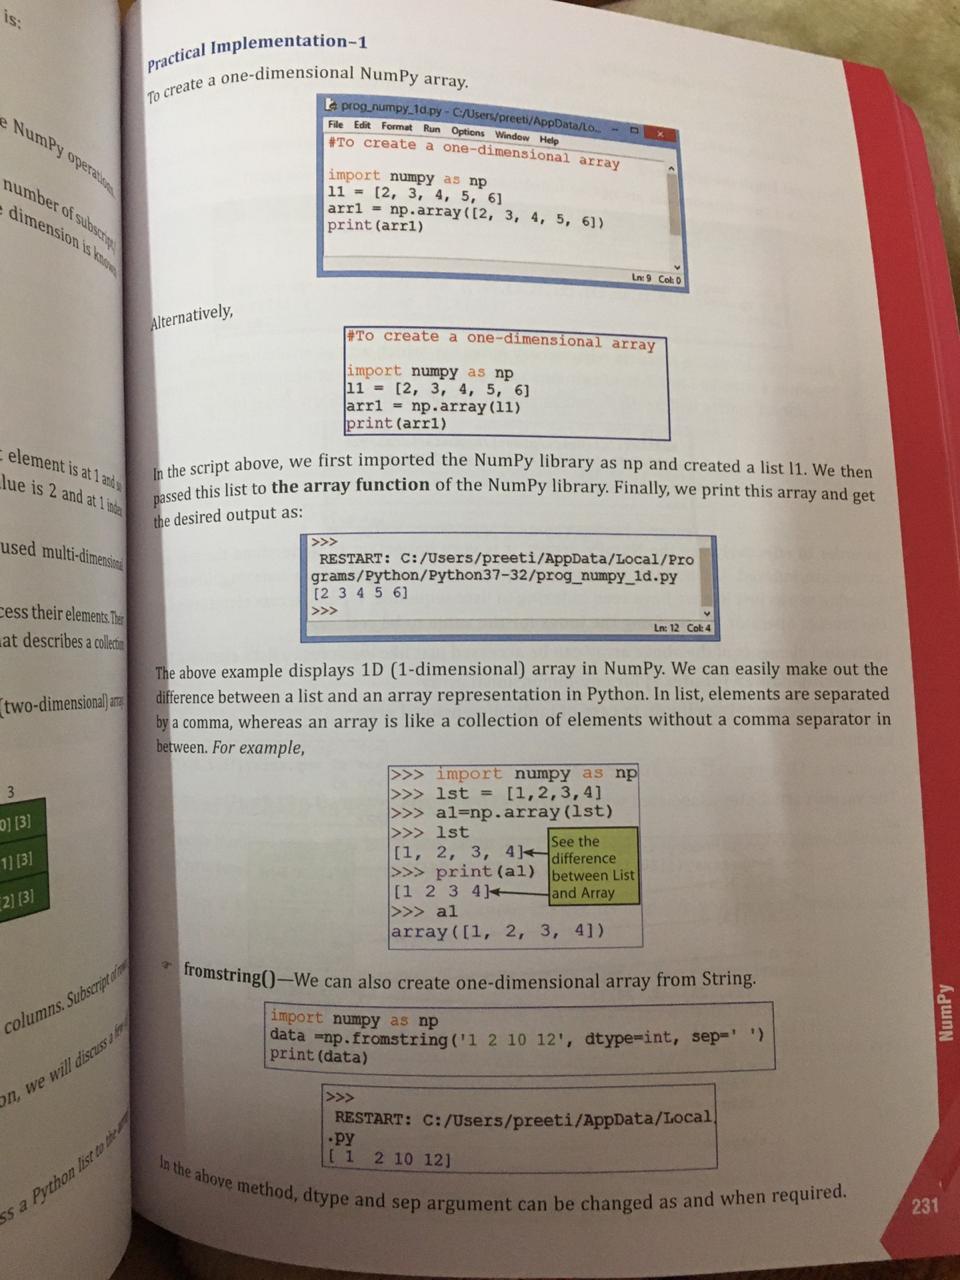 is:
e NumPy operations
number of subscript
dimension is known
element is at 1 and
lue is 2 and at 1 index
used multi-dimensional
cess their elements. The
at describes a collection
(two-dimensional) array
3
0] [3]
1] [3]
2] [3]
columns. Subscript of
on, we will discuss a few
ss a Python list to the
Practical Implementation–1
To create a one-dimensional NumPy array.
prog_numpy_1d.py - C:/Users/preeti/AppData/Lo...
File Edit Format Run Options Window Help
#To create a one-dimensional array
import numpy as np
l1 = [2, 3, 4, 5, 6]
arr1 = np.array([2, 3, 4, 5, 6])
print(arr1)
Ln: 9 Col: 0
Alternatively,
#To create a one-dimensional array
import numpy as np
l1 = [2, 3, 4, 5, 6]
arr1 = np.array(l1)
print(arr1)
In the script above, we first imported the NumPy library as np and created a list l1. We then
passed this list to the array function of the NumPy library. Finally, we print this array and get
the desired output as:
>>>
RESTART: C:/Users/preeti/AppData/Local/Pro
grams/Python/Python37-32/prog_numpy_1d.py
[2 3 4 5 6]
>>>
Ln: 12 Col: 4
The above example displays 1D (1-dimensional) array in NumPy. We can easily make out the
difference between a list and an array representation in Python. In list, elements are separated
by a comma, whereas an array is like a collection of elements without a comma separator in
between. For example,
>>> import numpy as np
>>> lst = [1,2,3,4]
>>> a1=np.array(lst)
>>> lst
[1, 2, 3, 4]
>>> print(a1)
[1 2 3 4]
>>> a1
array([1, 2, 3, 4])
See the
difference
between List
and Array
fromstring()—We can also create one-dimensional array from String.
import numpy as np
data =np.fromstring('1 2 10 12', dtype=int, sep=' ')
print(data)
>>>
RESTART: C:/Users/preeti/AppData/Local
.py
[ 1  2 10 12]
In the above method, dtype and sep argument can be changed as and when required.
NumPy
231